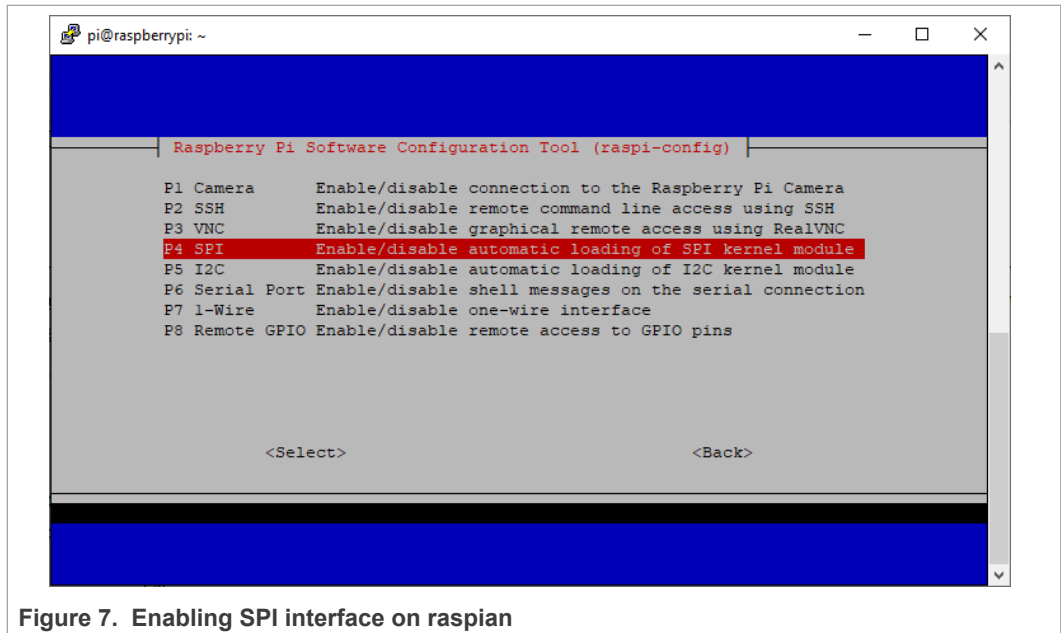 pi@raspberrypi: ~
Raspberry Pi Software Configuration Tool (raspi-config)
P1 Camera Enable/disable connection to the Raspberry Pi Camera
P2 SSH Enable/disable remote command line access using SSH
P3 VNC Enable/disable graphical remote access using RealVNC
P4 SPI Enable/disable automatic loading of SPI kernel module
P5 I2C Enable/disable automatic loading of I2C kernel module
P6 Serial Port Enable/disable shell messages on the serial connection
P7 1-Wire Enable/disable one-wire interface
P8 Remote GPIO Enable/disable remote access to GPIO pins
<Select> <Back>
Figure 7. Enabling SPI interface on raspian